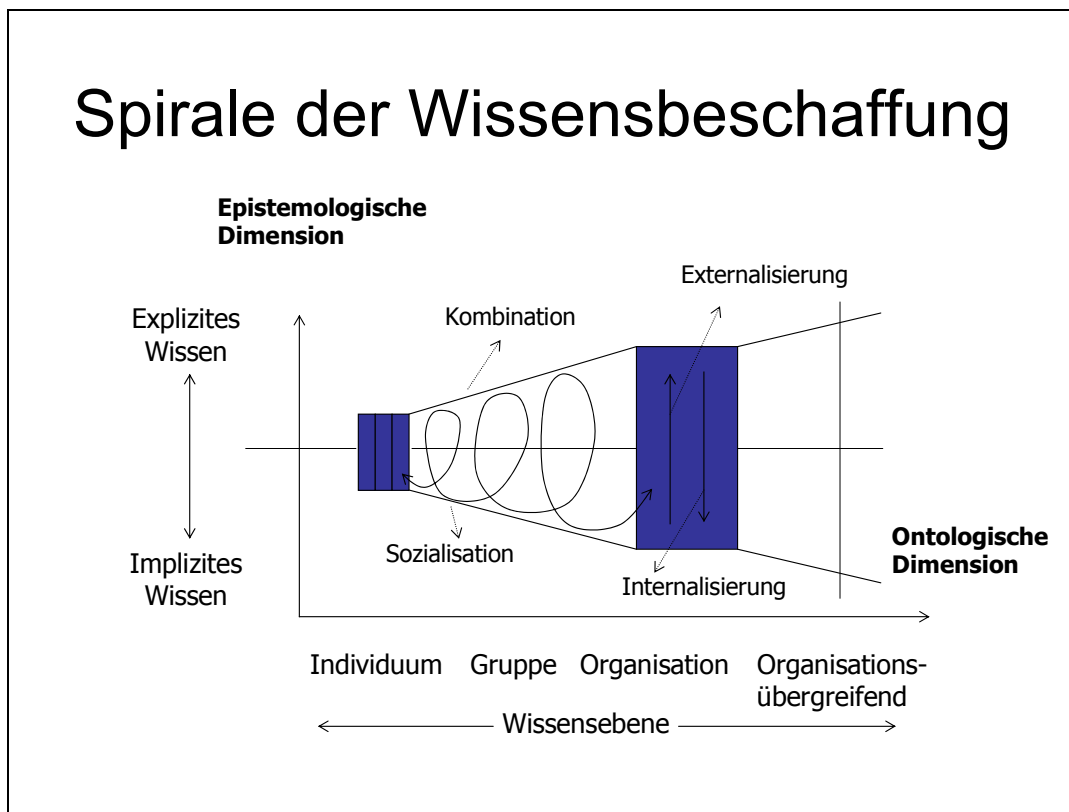 Spirale der Wissensbeschaffung
Epistemologische
Dimension
Externalisierung
Explizites
Wissen
Kombination
Sozialisation
Implizites
Wissen
Internalisierung
Ontologische
Dimension
Individuum Gruppe Organisation Organisations-
übergreifend
Wissensebene